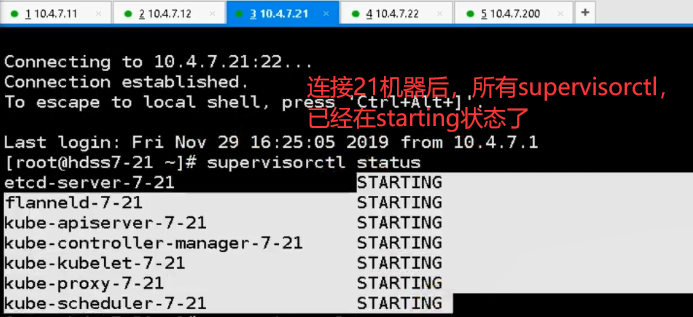 1 10.4.7.11
2 10.4.7.12
3 10.4.7.21
4 10.4.7.22
5 10.4.7.200
Connecting to 10.4.7.21:22...
Connection established.
To escape to local shell, press 'Ctrl+Alt+]'.
连接21机器后，所有supervisorctl，
已经在starting状态了
Last login: Fri Nov 29 16:25:05 2019 from 10.4.7.1
[root@hdss7-21 ~]# supervisorctl status
etcd-server-7-21 STARTING
flanneld-7-21 STARTING
kube-apiserver-7-21 STARTING
kube-controller-manager-7-21 STARTING
kube-kubelet-7-21 STARTING
kube-proxy-7-21 STARTING
kube-scheduler-7-21 STARTING